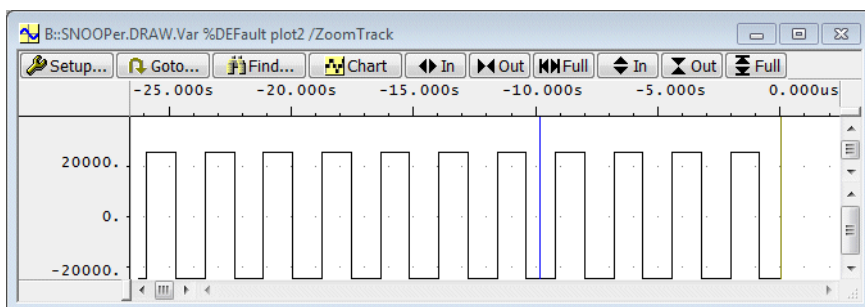 B::SNOOPer.DRAW.Var %DEFault plot2 /ZoomTrack
Setup... Goto... Find... Chart In Out Full In Out Full
-25.000s -20.000s -15.000s -10.000s -5.000s 0.000us
20000.
0.
-20000.